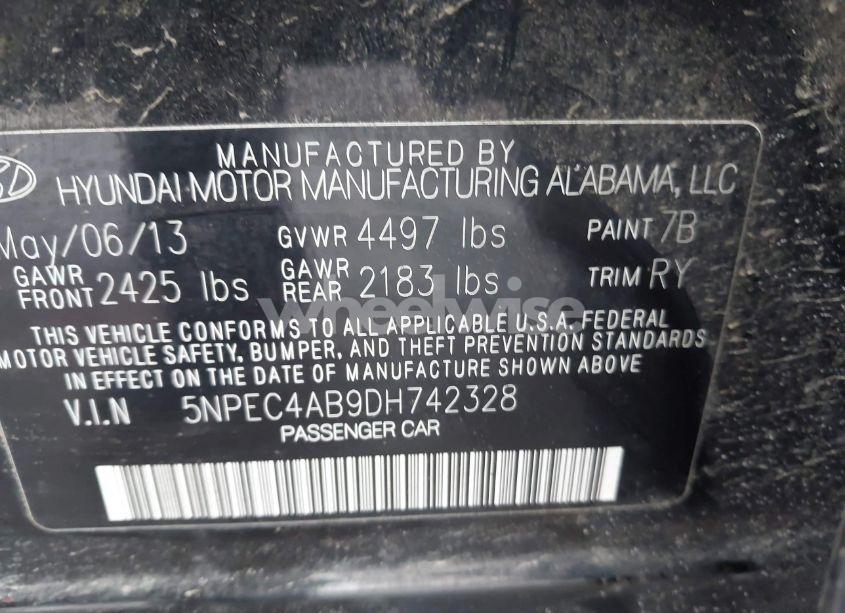 MANUFACTURED BY
HYUNDAI MOTOR MANUFACTURING ALABAMA, LLC
May/06/13 GVWR 4497 lbs PAINT 7B
GAWR FRONT 2425 lbs GAWR REAR 2183 lbs TRIM RY
wheelwise
THIS VEHICLE CONFORMS TO ALL APPLICABLE U.S.A. FEDERAL
MOTOR VEHICLE SAFETY, BUMPER, AND THEFT PREVENTION STANDARDS
IN EFFECT ON THE DATE OF MANUFACTURE SHOWN ABOVE
V.I.N 5NPEC4AB9DH742328
PASSENGER CAR